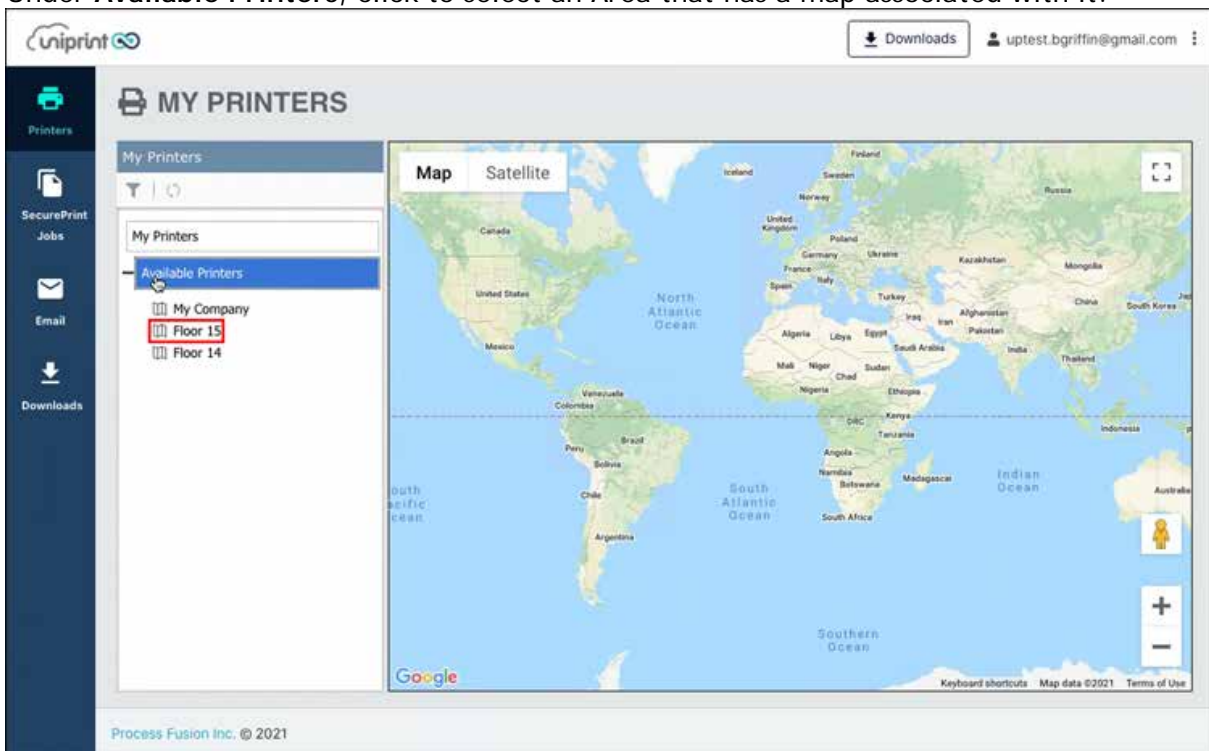 Under Available Printers, click to select an Area that has a map associated with it.
uniprint
Downloads
uptest.bgriffin@gmail.com
Printers
SecurePrint
Jobs
Email
Downloads
MY PRINTERS
My Printers
My Printers
Available Printers
My Company
Floor 15
Floor 14
Map Satellite
Iceland
Finland
Sweden
Norway
Russia
United
Kingdom
Canada
Poland
Germany
Ukraine
Kazakhstan
Mongolia
France
Spain
Italy
United States
North
Atlantic
Ocean
Turkey
China
South Korea
Iraq
Iran
Afghanistan
Pakistan
Algeria
Libya
Egypt
Saudi Arabia
India
Thailand
Mexico
Mali
Niger
Chad
Sudan
Nigeria
Ethiopia
Venezuela
Colombia
DRC
Kenya
Tanzania
Indonesia
Peru
Brazil
Bolivia
Angola
Namibia
Botswana
Madagascar
Indian
Ocean
Chile
South
Atlantic
Ocean
South Africa
Argentina
Southern
Ocean
Google
Keyboard shortcuts Map data ©2021 Terms of Use
Process Fusion Inc. © 2021